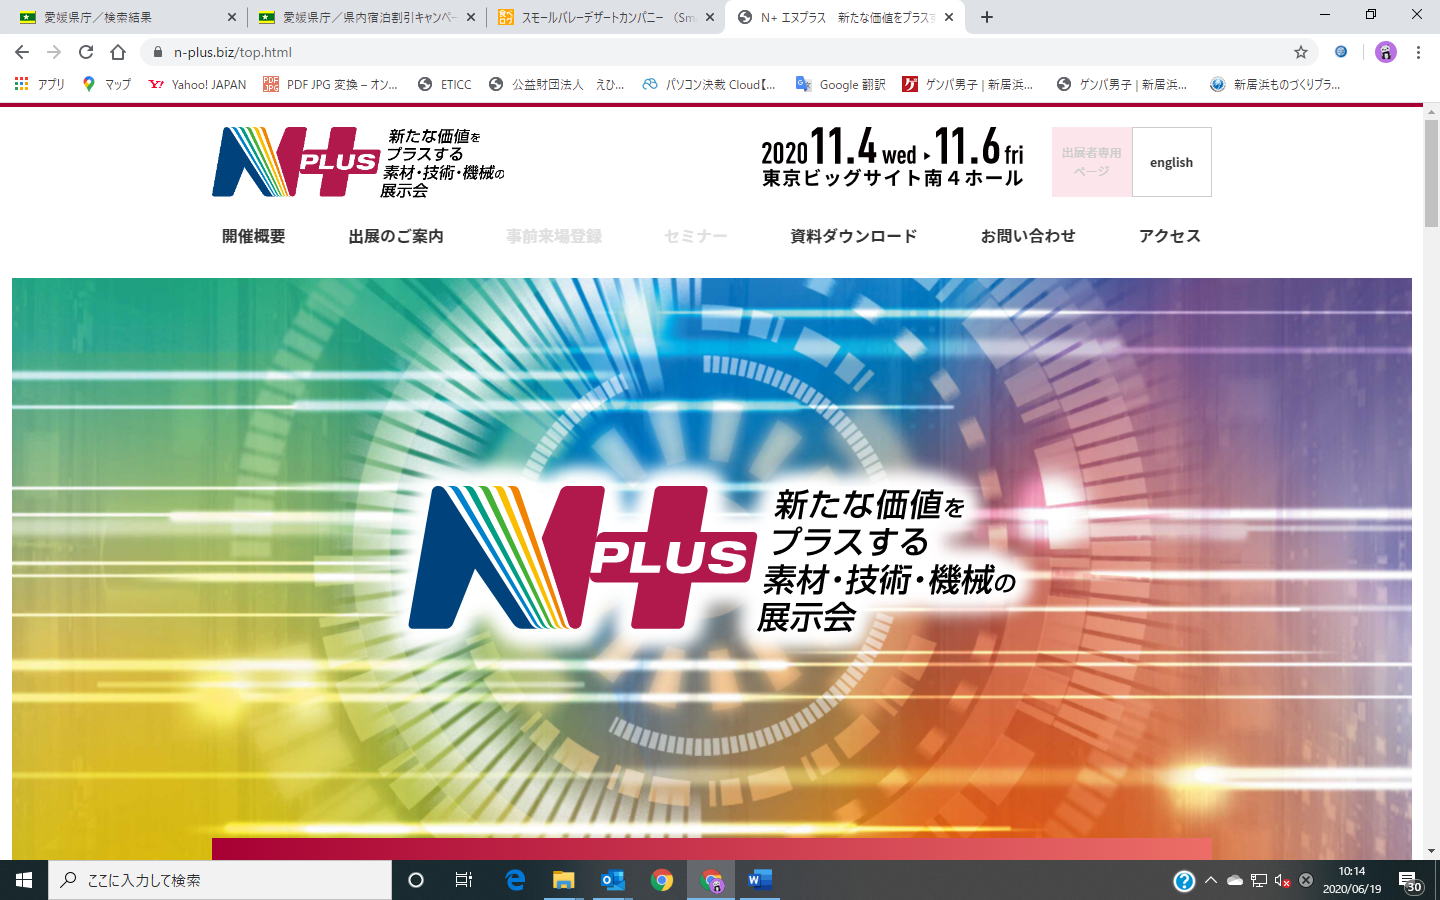 愛媛県庁／検索結果
愛媛県庁／県内宿泊割引キャンペー
スモールバレーデザートカンパニー （Sm
N+ エヌプラス　新たな価値をプラスす
n-plus.biz/top.html
アプリ
マップ
Yahoo! JAPAN
PDF JPG 変換 – オン...
ETICC
公益財団法人　えひ...
パソコン決裁 Cloud【...
Google 翻訳
ゲンバ男子 | 新居浜...
ゲンバ男子 | 新居浜...
新居浜ものづくりブラ...
N+ PLUS
新たな価値を
プラスする
素材・技術・機械の
展示会
2020 11.4 wed ▸ 11.6 fri
東京ビッグサイト南４ホール
出展者専用
ページ
english
開催概要
出展のご案内
事前来場登録
セミナー
資料ダウンロード
お問い合わせ
アクセス
N+ PLUS
新たな価値を
プラスする
素材・技術・機械の
展示会
ここに入力して検索
10:14
2020/06/19
30